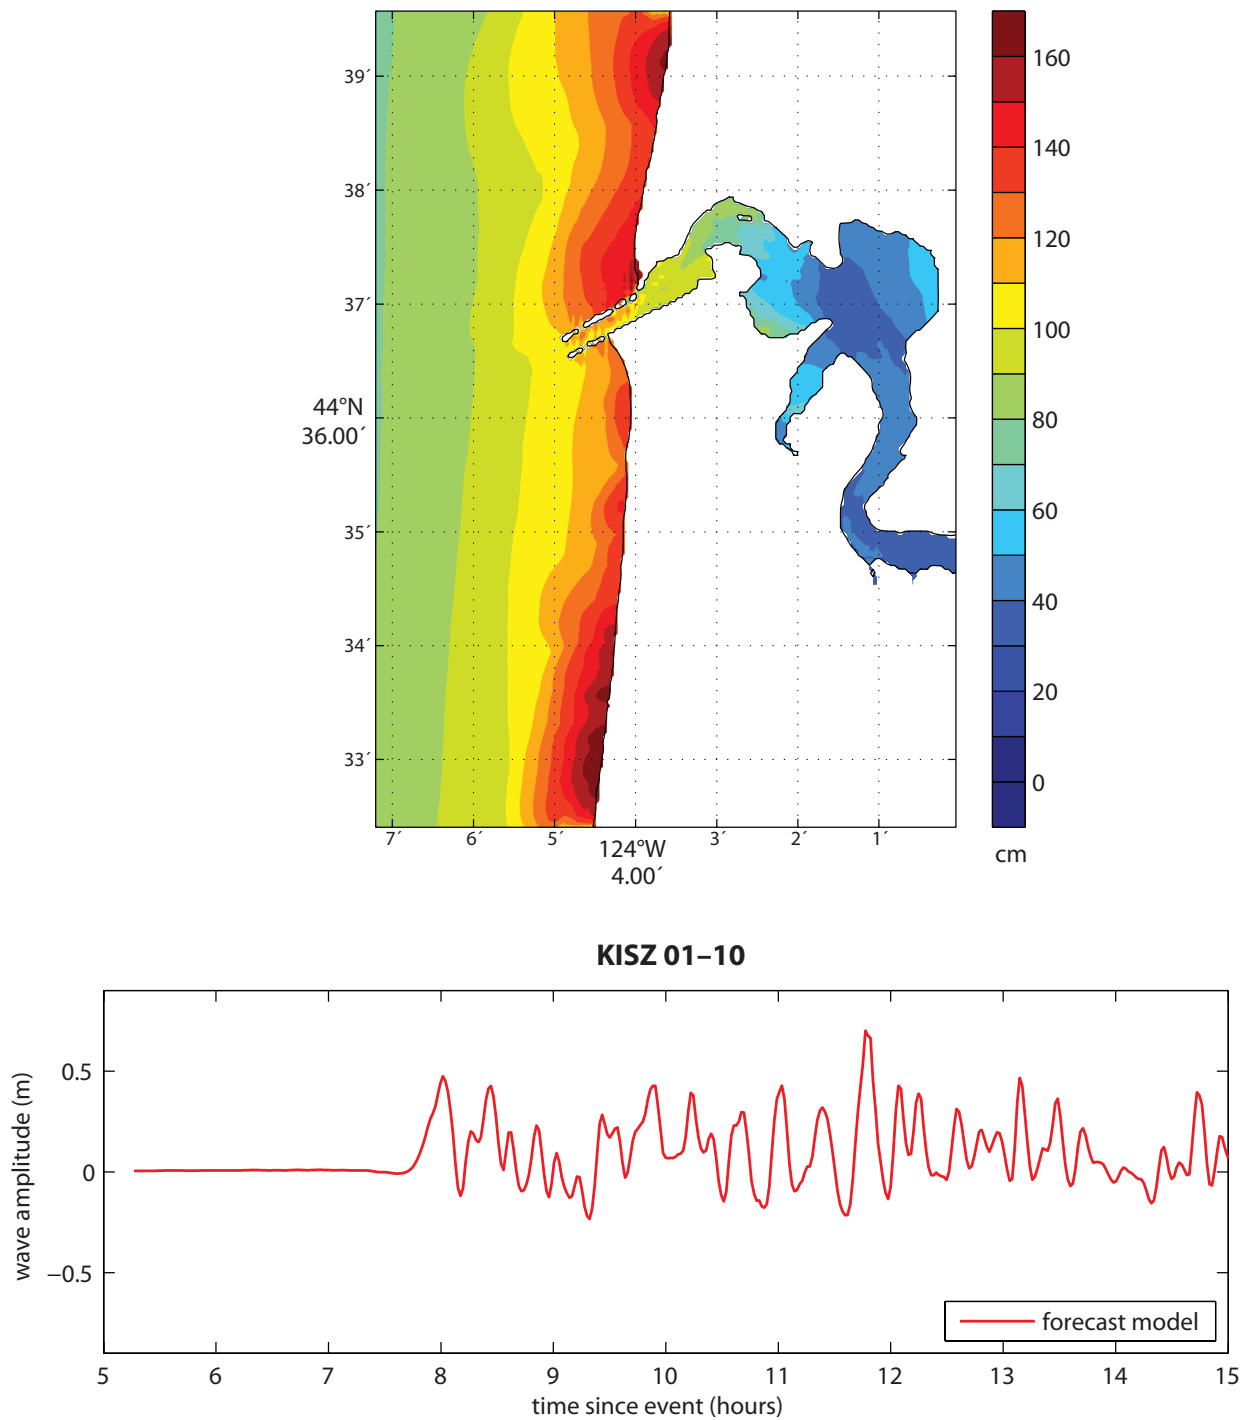 39′
38′
37′
44°N
36.00′
35′
34′
33′
7′ 6′ 5′ 3′ 2′ 1′
124°W
4.00′
160
140
120
100
80
60
40
20
0
cm
KISZ 01–10
wave amplitude (m)
0.5
0
−0.5
forecast model
5 6 7 8 9 10 11 12 13 14 15
time since event (hours)